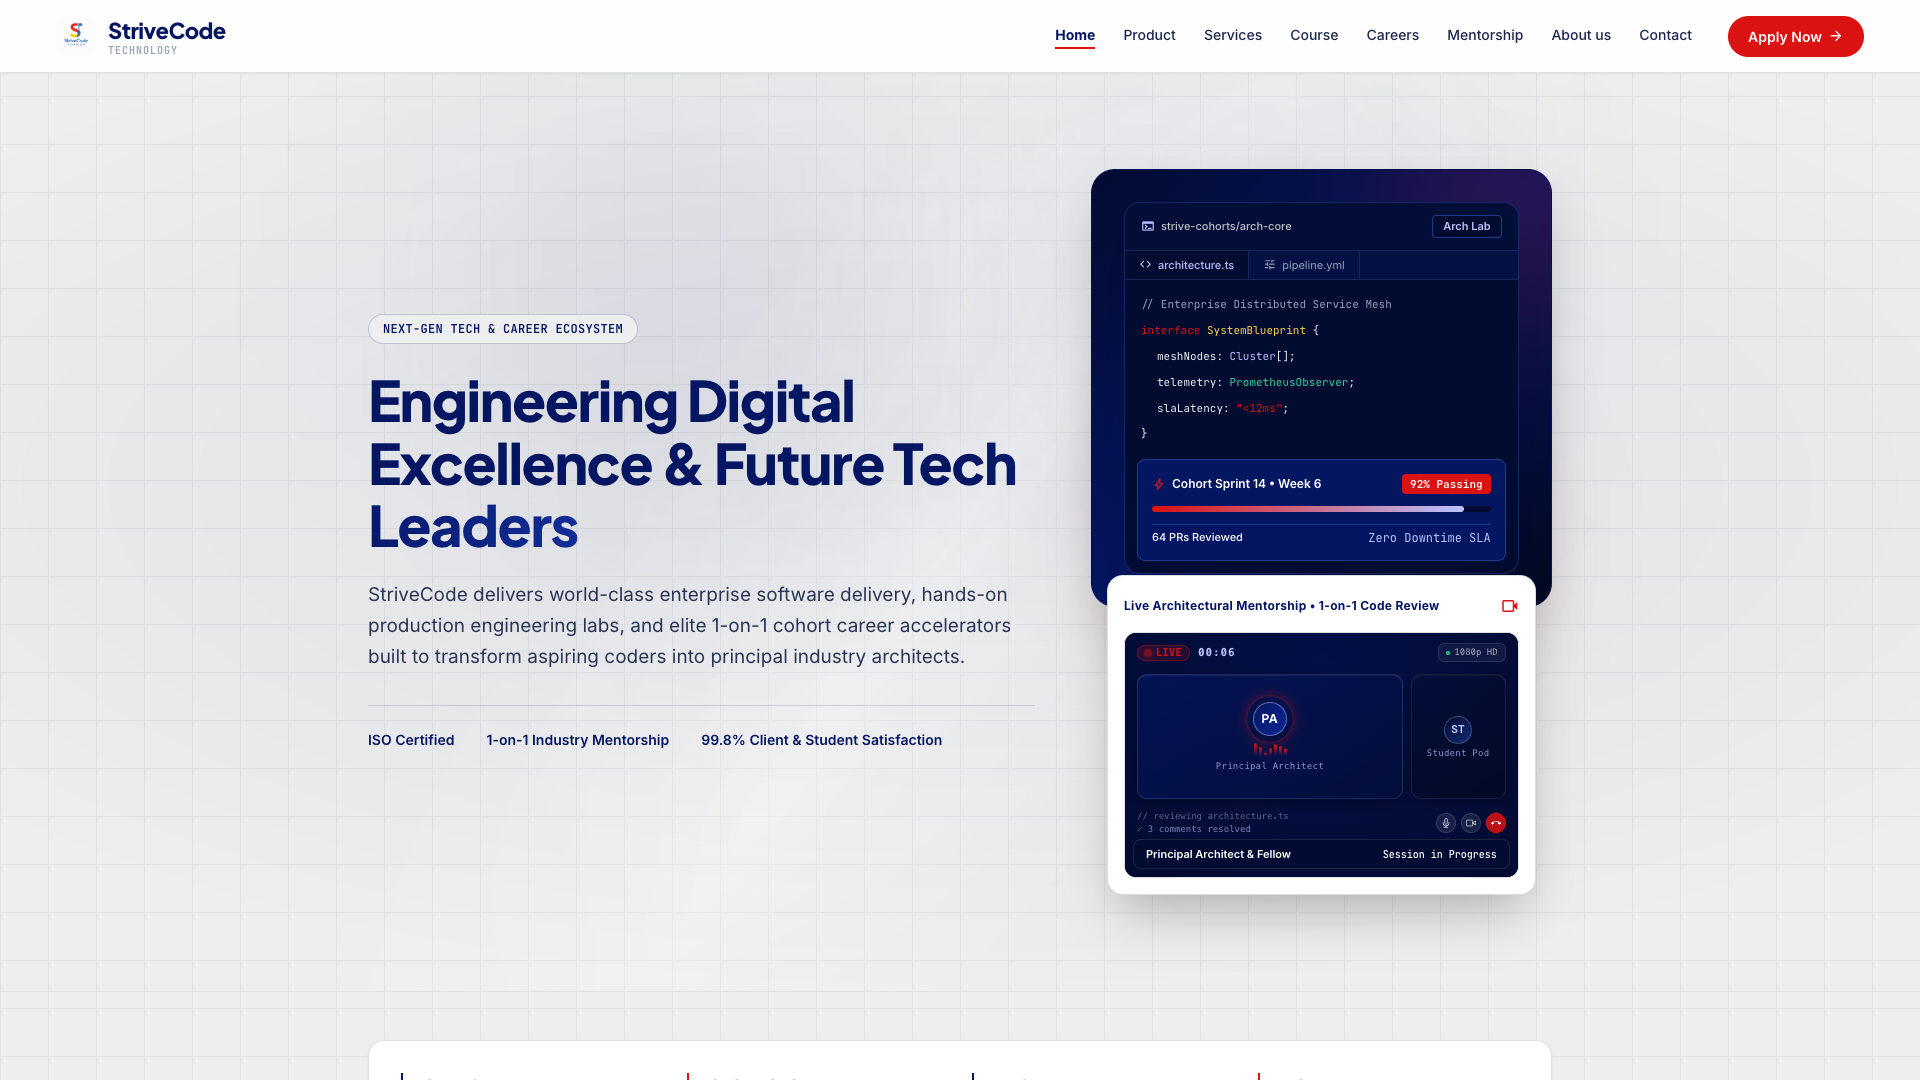 StriveCode
TECHNOLOGY
Home
Product
Services
Course
Careers
Mentorship
About us
Contact
Apply Now
NEXT-GEN TECH & CAREER ECOSYSTEM
Engineering Digital
Excellence & Future Tech
Leaders
StriveCode delivers world-class enterprise software delivery, hands-on
production engineering labs, and elite 1-on-1 cohort career accelerators
built to transform aspiring coders into principal industry architects.
ISO Certified
1-on-1 Industry Mentorship
99.8% Client & Student Satisfaction
strive-cohorts/arch-core
Arch Lab
architecture.ts
pipeline.yml
// Enterprise Distributed Service Mesh
interface SystemBlueprint {
meshNodes: Cluster[];
telemetry: PrometheusObserver;
slaLatency: "<12ms";
}
Cohort Sprint 14 • Week 6
92% Passing
64 PRs Reviewed
Zero Downtime SLA
Live Architectural Mentorship • 1-on-1 Code Review
LIVE
00:06
1080p HD
PA
Principal Architect
ST
Student Pod
// reviewing architecture.ts
✓ 3 comments resolved
Principal Architect & Fellow
Session in Progress